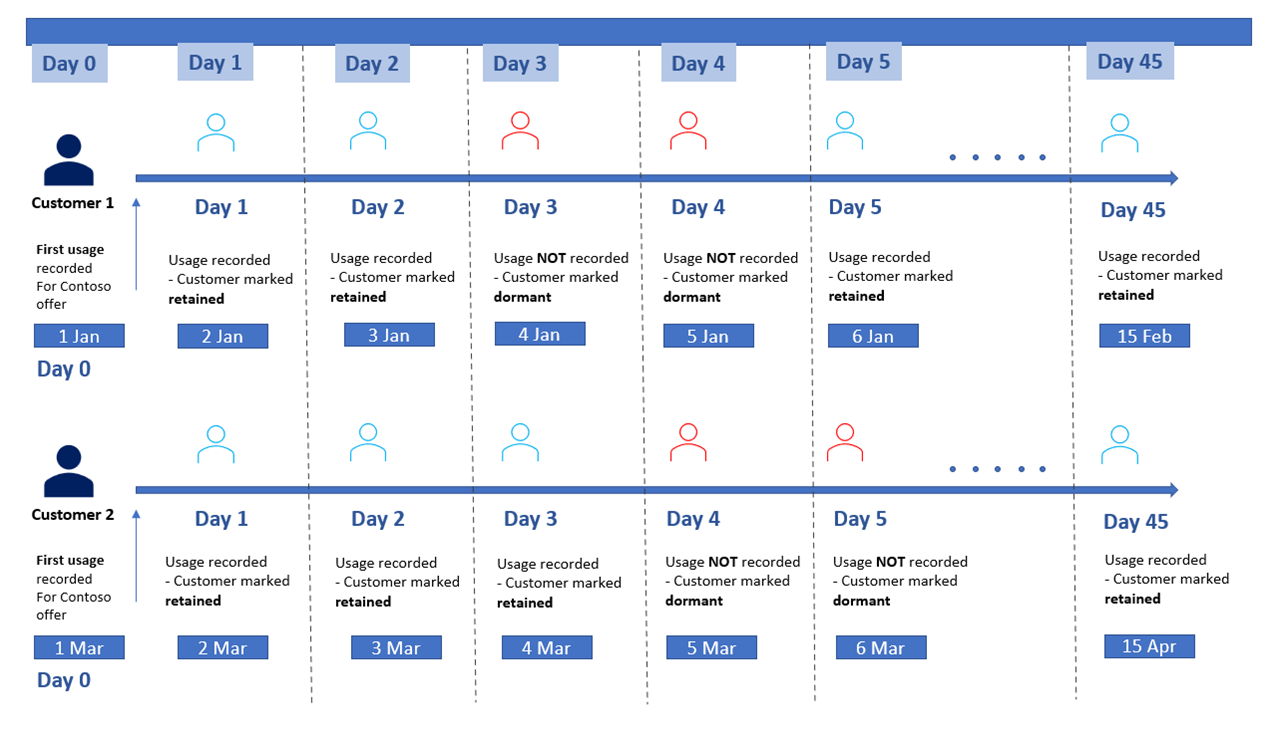 Day 0
Day 1
Day 2
Day 3
Day 4
Day 5
Day 45
Customer 1
Day 1
Day 2
Day 3
Day 4
Day 5
Day 45
First usage
recorded
For Contoso
offer
Usage recorded
- Customer marked
retained
Usage recorded
- Customer marked
retained
Usage NOT recorded
- Customer marked
dormant
Usage NOT recorded
- Customer marked
dormant
Usage recorded
- Customer marked
retained
Usage recorded
- Customer marked
retained
1 Jan
2 Jan
3 Jan
4 Jan
5 Jan
6 Jan
15 Feb
Day 0
Customer 2
Day 1
Day 2
Day 3
Day 4
Day 5
Day 45
First usage
recorded
For Contoso
offer
Usage recorded
- Customer marked
retained
Usage recorded
- Customer marked
retained
Usage recorded
- Customer marked
retained
Usage NOT recorded
- Customer marked
dormant
Usage NOT recorded
- Customer marked
dormant
Usage recorded
- Customer marked
retained
1 Mar
2 Mar
3 Mar
4 Mar
5 Mar
6 Mar
15 Apr
Day 0